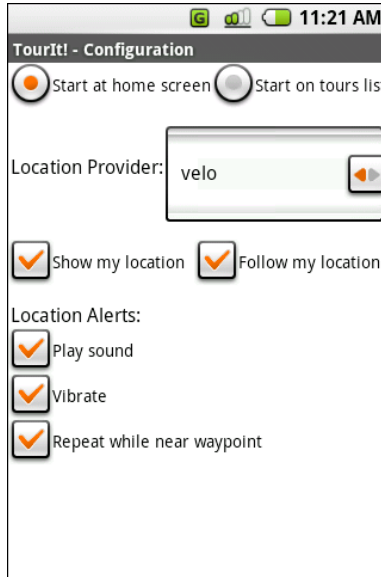 G 11:21 AM
TourIt! - Configuration
Start at home screen Start on tours list
Location Provider: velo
Show my location Follow my location
Location Alerts:
Play sound
Vibrate
Repeat while near waypoint